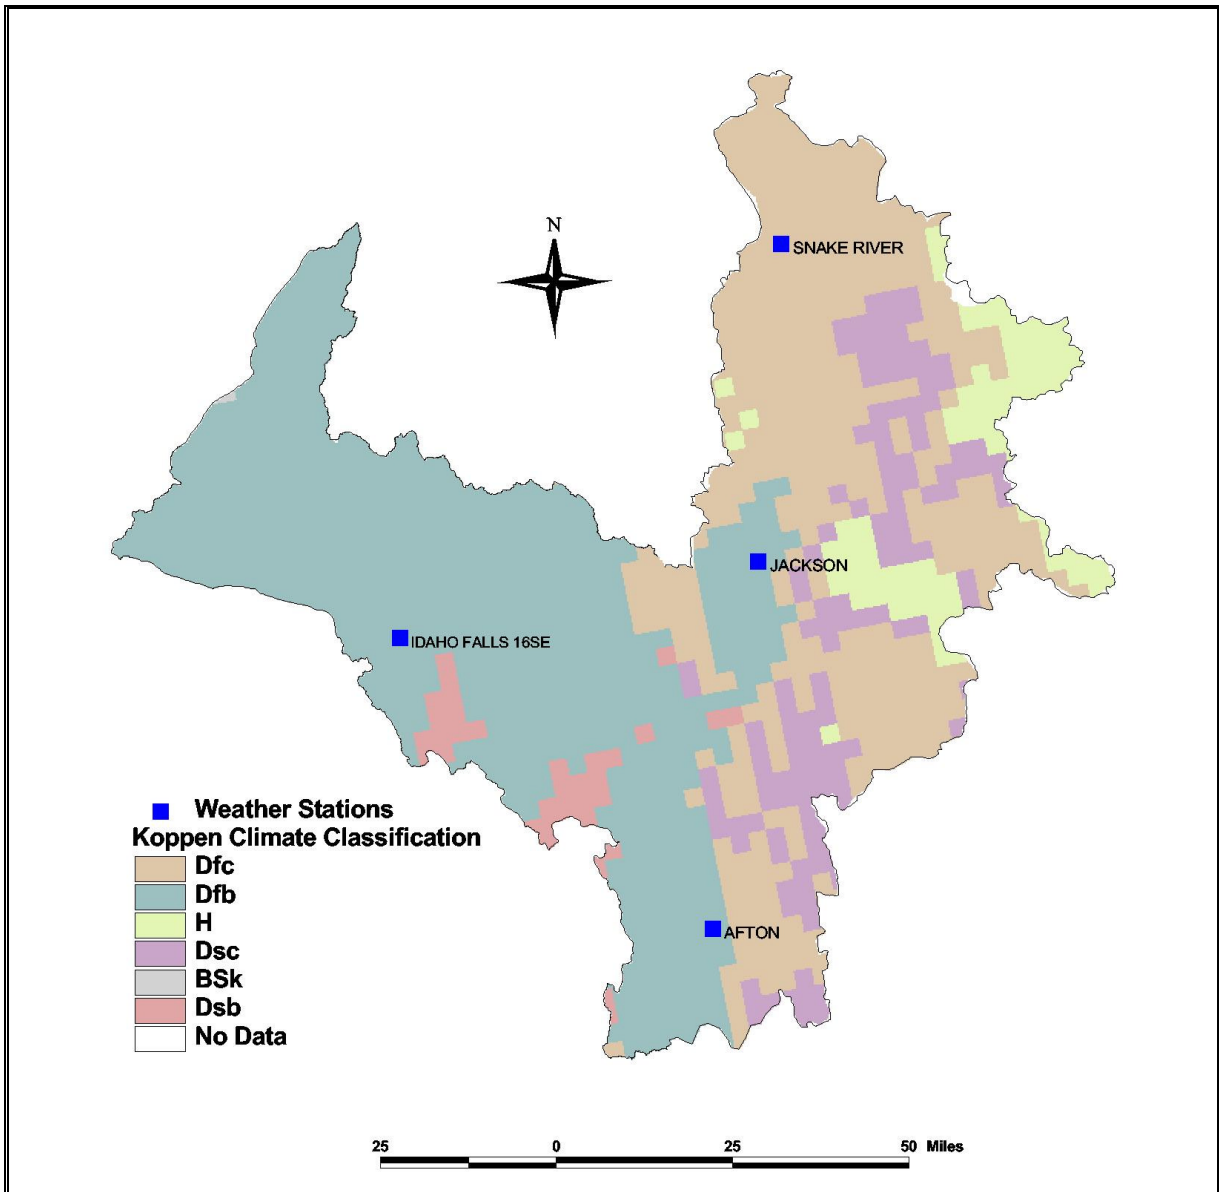 N
SNAKE RIVER
JACKSON
IDAHO FALLS 16SE
AFTON
Weather Stations
Koppen Climate Classification
Dfc
Dfb
H
Dsc
BSk
Dsb
No Data
25 0 25 50 Miles